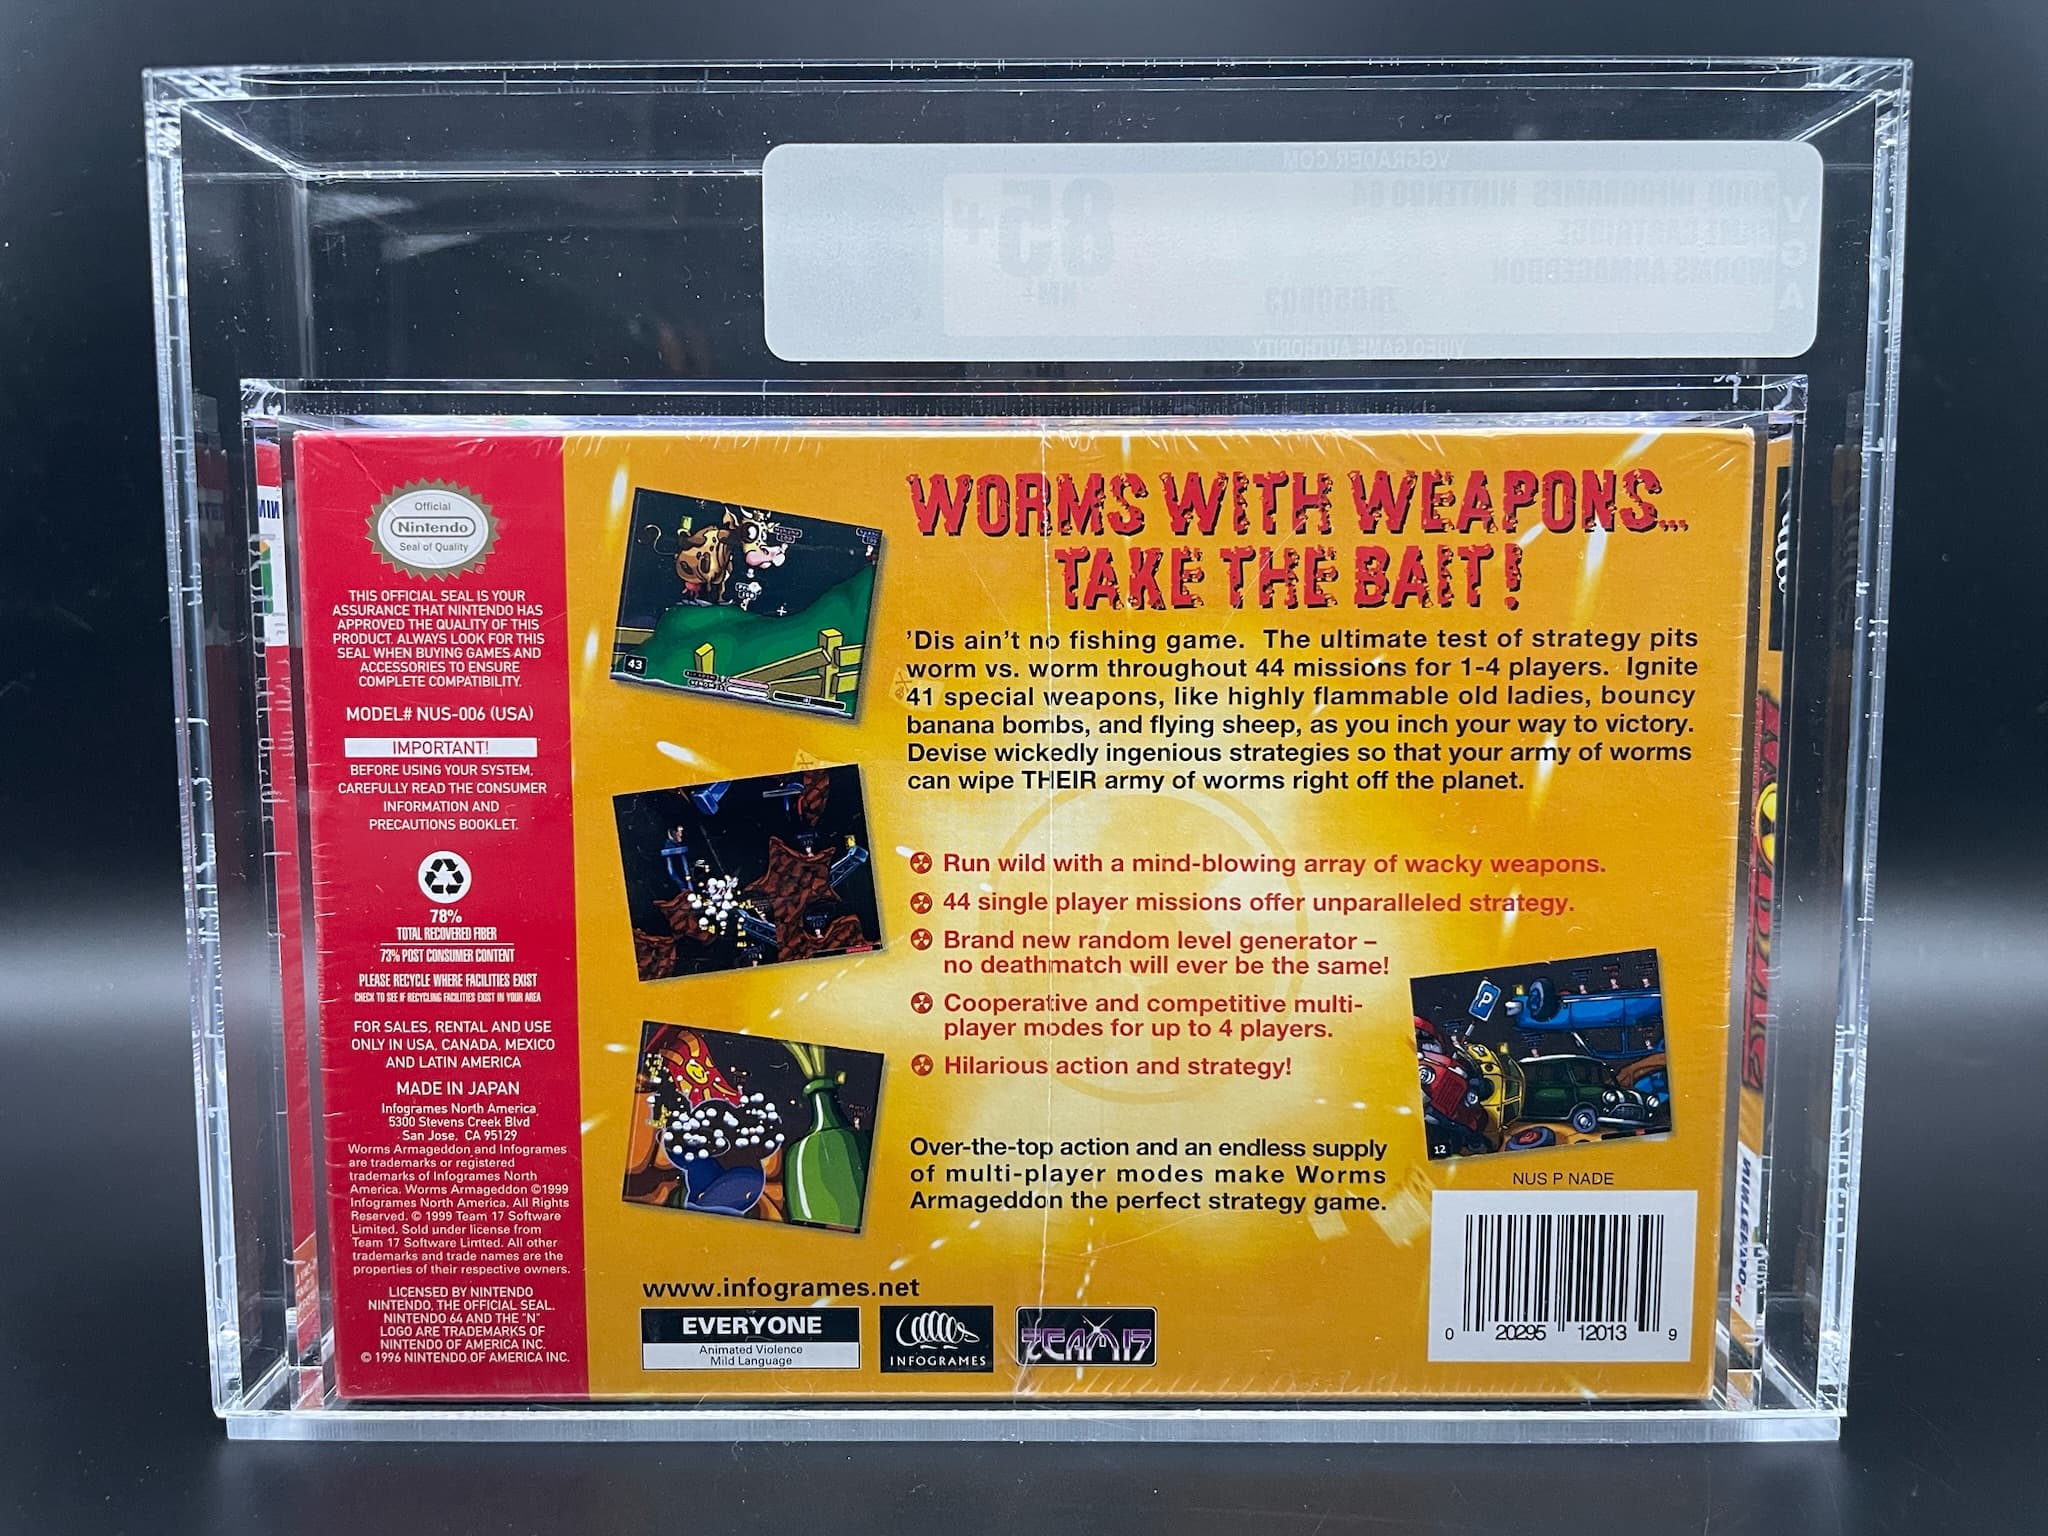 VGGRADER.COM
2000 INFOGRAMES NINTENDO 64
GAME CARTRIDGE
WORMS ARMAGEDDON
85+
NM+
VGA
VIDEO GAME AUTHORITY
Official
Nintendo
Seal of Quality
THIS OFFICIAL SEAL IS YOUR
ASSURANCE THAT NINTENDO HAS
APPROVED THE QUALITY OF THIS
PRODUCT. ALWAYS LOOK FOR THIS
SEAL WHEN BUYING GAMES AND
ACCESSORIES TO ENSURE
COMPLETE COMPATIBILITY.
MODEL# NUS-006 (USA)
IMPORTANT!
BEFORE USING YOUR SYSTEM,
CAREFULLY READ THE CONSUMER
INFORMATION AND
PRECAUTIONS BOOKLET.
78%
TOTAL RECOVERED FIBER
73% POST CONSUMER CONTENT
PLEASE RECYCLE WHERE FACILITIES EXIST
CHECK TO SEE IF RECYCLING FACILITIES EXIST IN YOUR AREA
FOR SALES, RENTAL AND USE
ONLY IN USA, CANADA, MEXICO
AND LATIN AMERICA
MADE IN JAPAN
Infogrames North America
5300 Stevens Creek Blvd
San Jose, CA 95129
Worms Armageddon and Infogrames
are trademarks or registered
trademarks of Infogrames North
America. Worms Armageddon ©1999
Infogrames North America. All Rights
Reserved. © 1999 Team 17 Software
Limited. Sold under license from
Team 17 Software Limted. All other
trademarks and trade names are the
properties of their respective owners.
LICENSED BY NINTENDO
NINTENDO, THE OFFICIAL SEAL,
NINTENDO 64 AND THE "N"
LOGO ARE TRADEMARKS OF
NINTENDO OF AMERICA INC.
© 1996 NINTENDO OF AMERICA INC.
WORMS WITH WEAPONS...
TAKE THE BAIT!
'Dis ain't no fishing game. The ultimate test of strategy pits
worm vs. worm throughout 44 missions for 1-4 players. Ignite
41 special weapons, like highly flammable old ladies, bouncy
banana bombs, and flying sheep, as you inch your way to victory.
Devise wickedly ingenious strategies so that your army of worms
can wipe THEIR army of worms right off the planet.
43
Run wild with a mind-blowing array of wacky weapons.
44 single player missions offer unparalleled strategy.
Brand new random level generator –
no deathmatch will ever be the same!
Cooperative and competitive multi-
player modes for up to 4 players.
Hilarious action and strategy!
P
12
Over-the-top action and an endless supply
of multi-player modes make Worms
Armageddon the perfect strategy game.
NUS P NADE
0 20295 12013 9
www.infogrames.net
EVERYONE
Animated Violence
Mild Language
INFOGRAMES
TEAM17